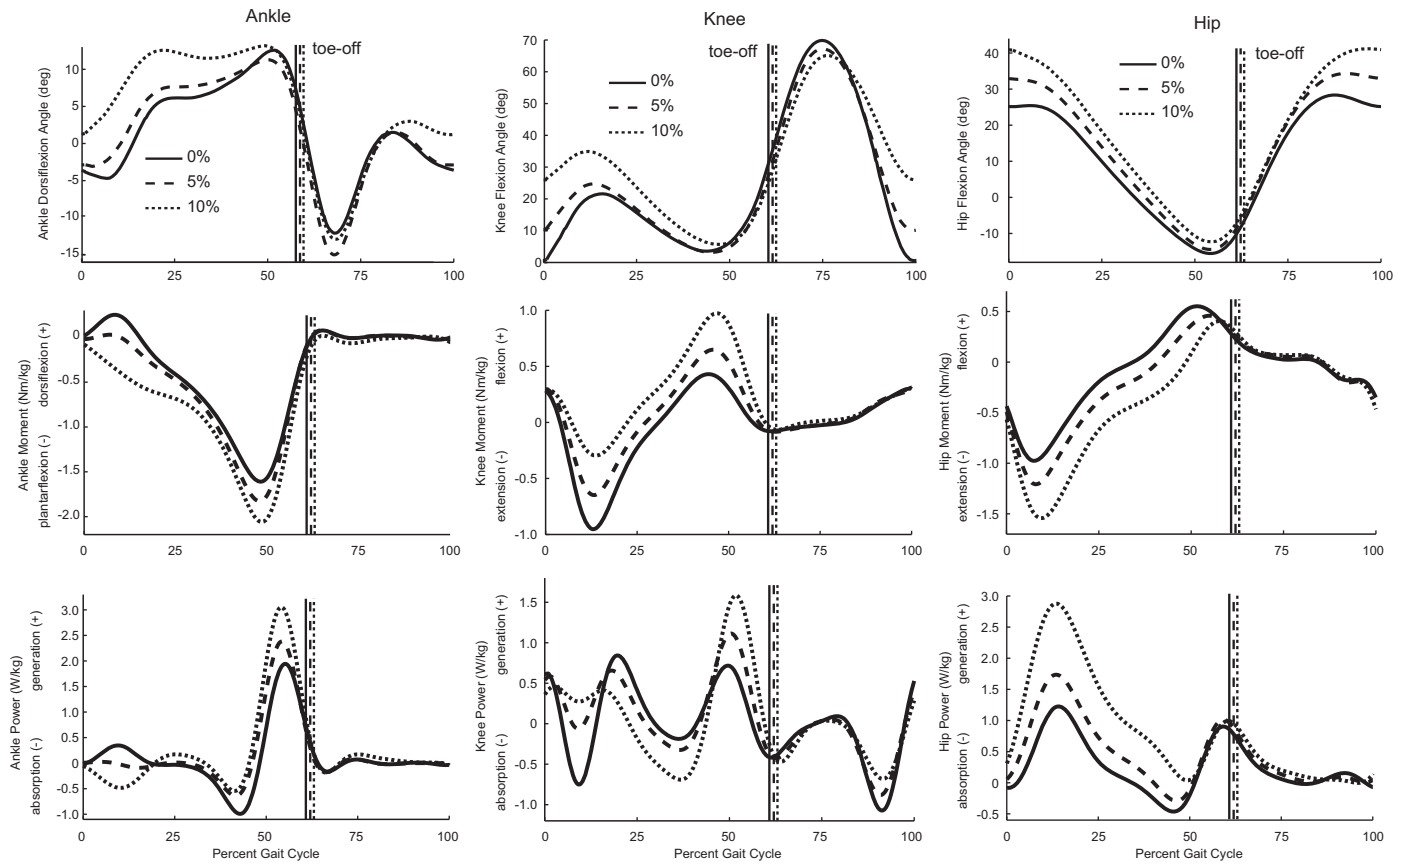 Ankle
Knee
Hip
toe-off
toe-off
toe-off
0%
5%
10%
0%
5%
10%
0%
5%
10%
Ankle Dorsiflexion Angle (deg)
10
5
0
-5
-10
-15
0 25 50 75 100
Knee Flexion Angle (deg)
70
60
50
40
30
20
10
0
0 25 50 75 100
Hip Flexion Angle (deg)
40
30
20
10
0
-10
0 25 50 75 100
Ankle Moment (Nm/kg)
plantarflexion (-) dorsiflexion (+)
0
-0.5
-1.0
-1.5
-2.0
0 25 50 75 100
Knee Moment (Nm/kg)
extension (-) flexion (+)
1.0
0.5
0
-0.5
-1.0
0 25 50 75 100
Hip Moment (Nm/kg)
extension (-) flexion (+)
0.5
0
-0.5
-1.0
-1.5
0 25 50 75 100
Ankle Power (W/kg)
absorption (-) generation (+)
3.0
2.5
2.0
1.5
1.0
0.5
0
-0.5
-1.0
0 25 50 75 100
Percent Gait Cycle
Knee Power (W/kg)
absorption (-) generation (+)
1.5
1.0
0.5
0
-0.5
-1.0
0 25 50 75 100
Percent Gait Cycle
Hip Power (W/kg)
absorption (-) generation (+)
3.0
2.5
2.0
1.5
1.0
0.5
0
-0.5
0 25 50 75 100
Percent Gait Cycle